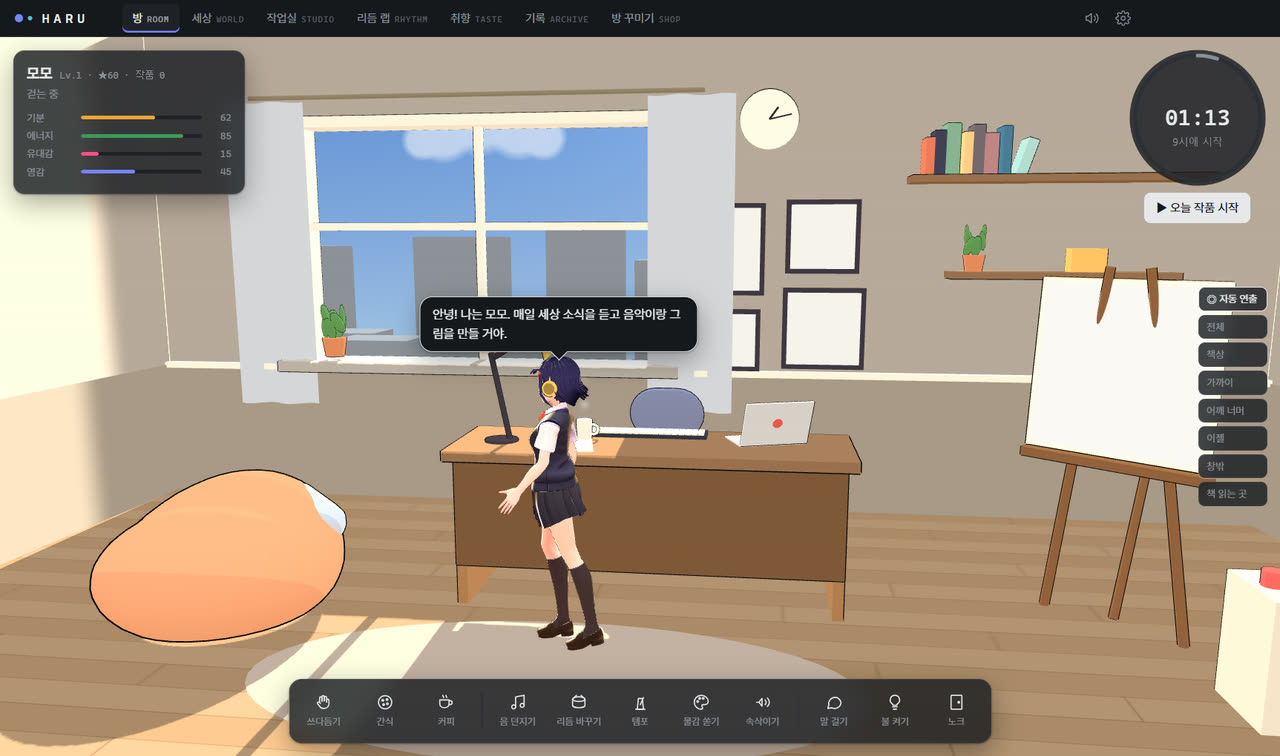 HARU
방 ROOM
세상 WORLD
작업실 STUDIO
리듬 랩 RHYTHM
취향 TASTE
기록 ARCHIVE
방 꾸미기 SHOP
모모 Lv.1 · ★60 · 작품 0
걷는 중
기분 62
에너지 85
유대감 15
영감 45
01:13
9시에 시작
▶ 오늘 작품 시작
안녕! 나는 모모. 매일 세상 소식을 듣고 음악이랑 그
림을 만들 거야.
◎ 자동 연출
전체
책상
가까이
어깨 너머
이젤
창밖
책 읽는 곳
쓰다듬기
간식
커피
음 던지기
리듬 바꾸기
템포
물감 쏟기
속삭이기
말 걸기
불 켜기
노크